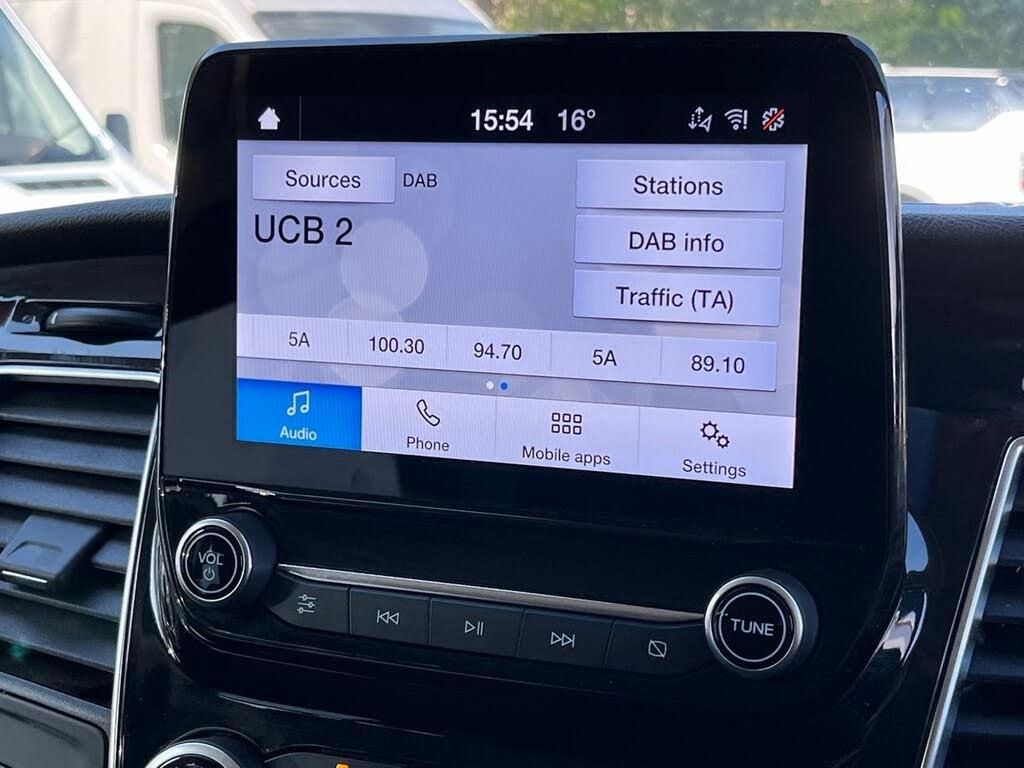 15:54 16°
Sources DAB
UCB 2
Stations
DAB info
Traffic (TA)
5A 100.30 94.70 5A 89.10
Audio Phone Mobile apps Settings
VOL
TUNE